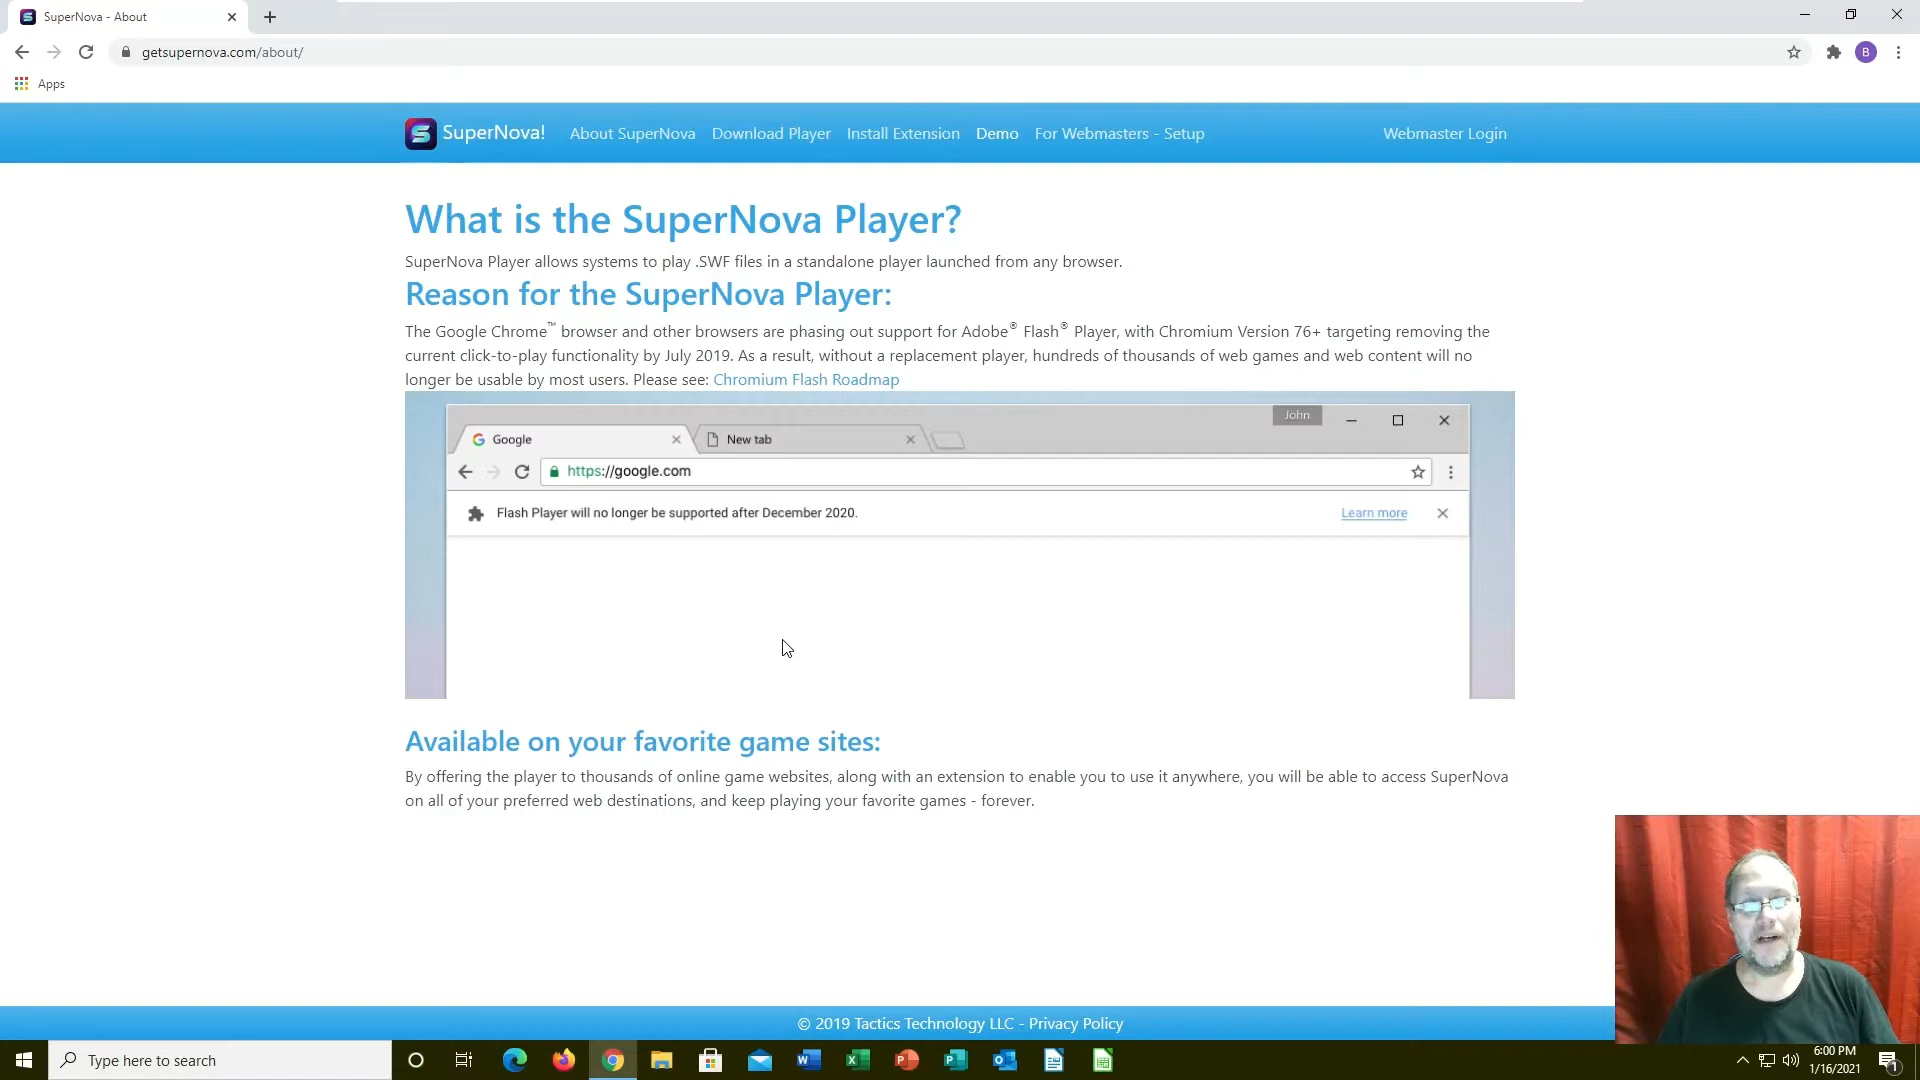 SuperNova - About
getsupernova.com/about/
B
Apps
SuperNova! About SuperNova Download Player Install Extension Demo For Webmasters - Setup Webmaster Login
What is the SuperNova Player?
SuperNova Player allows systems to play .SWF files in a standalone player launched from any browser.
Reason for the SuperNova Player:
The Google Chrome™ browser and other browsers are phasing out support for Adobe® Flash® Player, with Chromium Version 76+ targeting removing the
current click-to-play functionality by July 2019. As a result, without a replacement player, hundreds of thousands of web games and web content will no
longer be usable by most users. Please see: Chromium Flash Roadmap
John
Google New tab
https://google.com
Flash Player will no longer be supported after December 2020. Learn more
Available on your favorite game sites:
By offering the player to thousands of online game websites, along with an extension to enable you to use it anywhere, you will be able to access SuperNova
on all of your preferred web destinations, and keep playing your favorite games - forever.
© 2019 Tactics Technology LLC - Privacy Policy
Type here to search
6:00 PM
1/16/2021
1